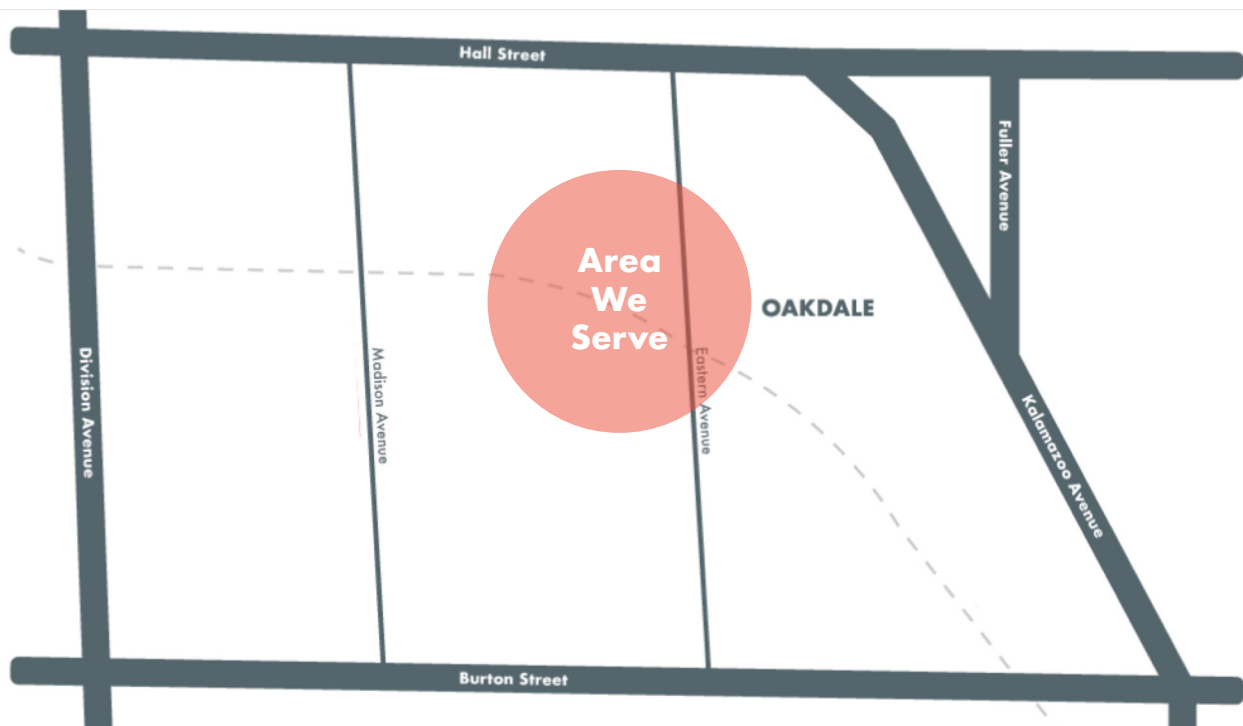 Hall Street
Fuller Avenue
Area
We
Serve
OAKDALE
Division Avenue
Madison Avenue
Eastern Avenue
Kalamazoo Avenue
Burton Street